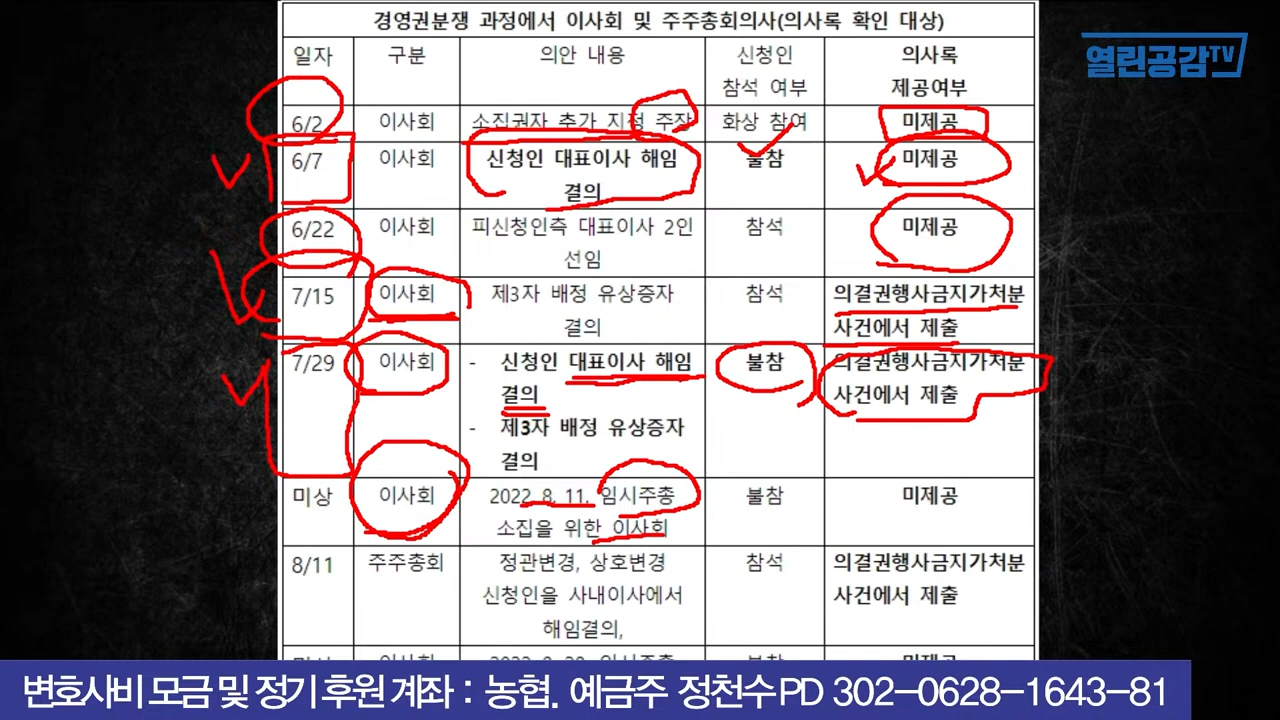 경영권분쟁 과정에서 이사회 및 주주총회의사(의사록 확인 대상)
일자 구분 의안 내용 신청인 참석 여부 의사록 제공여부
6/2 이사회 소집권자 추가 지정 주장 화상 참여 미제공
6/7 이사회 신청인 대표이사 해임 불참 미제공
결의
6/22 이사회 피신청인측 대표이사 2인 참석 미제공
선임
7/15 이사회 제3자 배정 유상증자 참석 의결권행사금지가처분
결의 사건에서 제출
7/29 이사회 - 신청인 대표이사 해임 불참 의결권행사금지가처분
결의 사건에서 제출
- 제3자 배정 유상증자
결의
미상 이사회 2022. 8. 11. 임시주총 불참 미제공
소집을 위한 이사회
8/11 주주총회 정관변경, 상호변경 참석 의결권행사금지가처분
신청인을 사내이사에서 사건에서 제출
해임결의,
열린공감TV
변호사비 모금 및 정기 후원 계좌 : 농협. 예금주 정천수PD 302-0628-1643-81